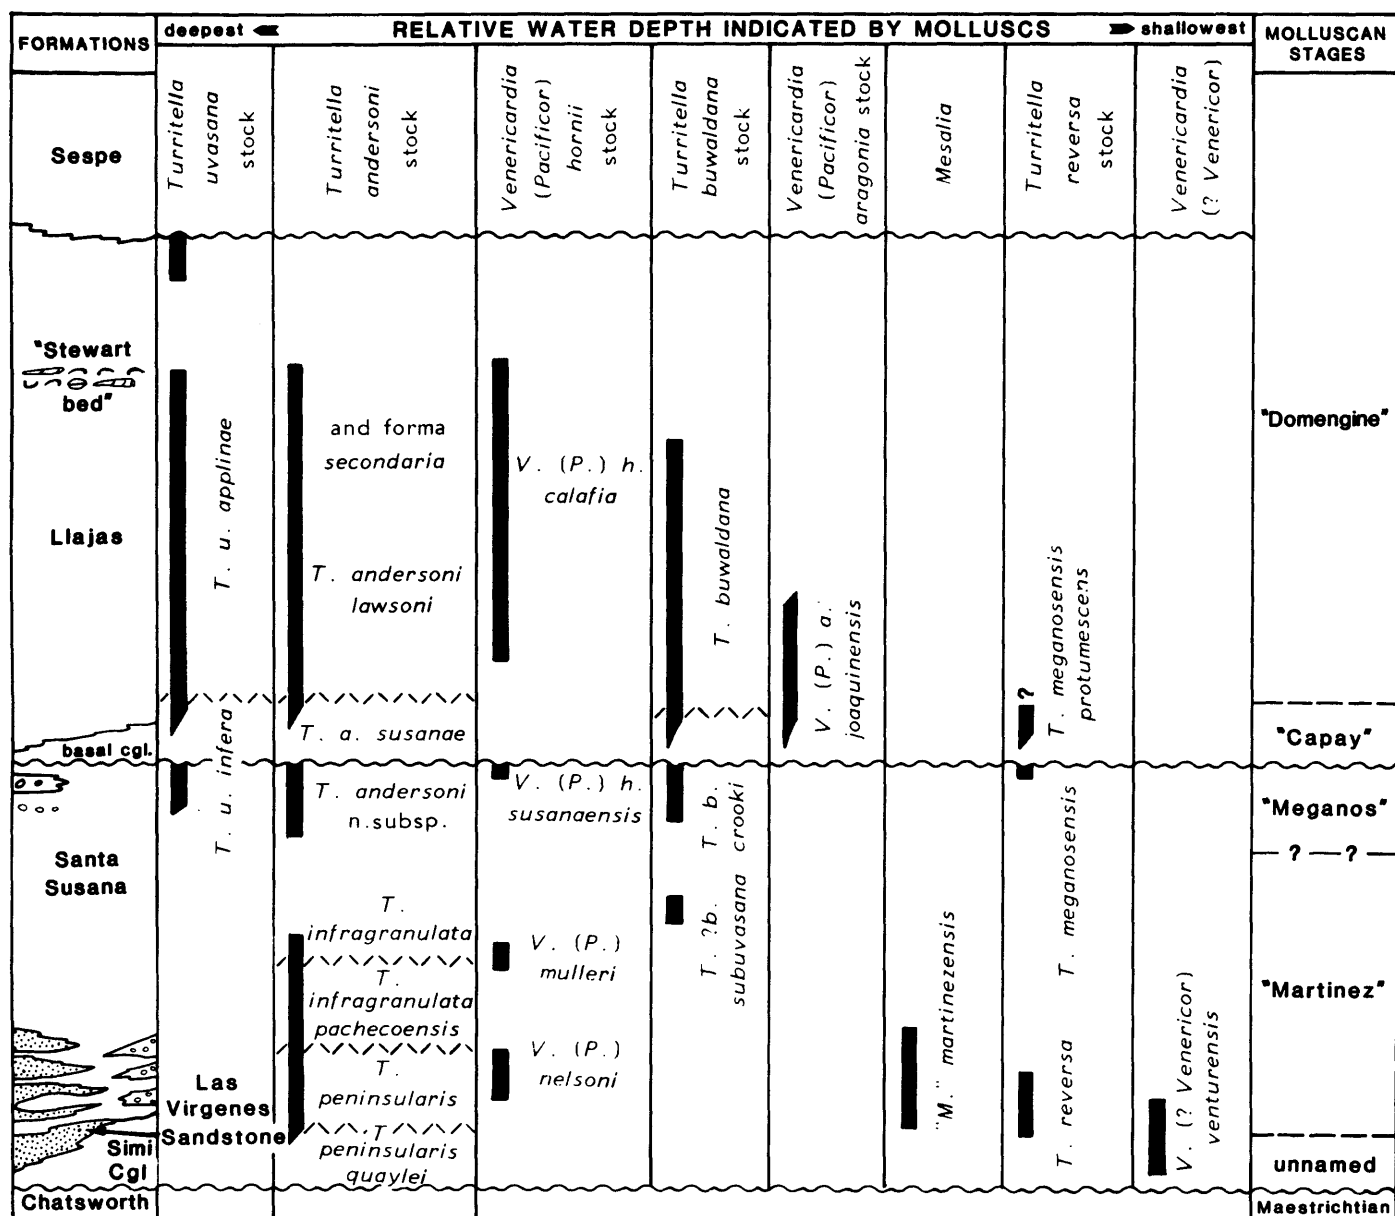 FORMATIONS
deepest
RELATIVE WATER DEPTH INDICATED BY MOLLUSCS
shallowest
MOLLUSCAN
STAGES
Sespe
Turritella
uvasana
stock
Turritella
andersoni
stock
Venericardia
(Pacificor)
hornii
stock
Turritella
buwaldana
stock
Venericardia
(Pacificor)
aragonia stock
Mesalia
Turritella
reversa
stock
Venericardia
(? Venericor)
"Stewart
bed"
Llajas
basal cgl.
Santa
Susana
Las
Virgenes
Sandstone
Simi
Cgl
Chatsworth
T. u. applinae
T. u. infera
and forma
secondaria
T. andersoni
lawsoni
T. a. susanae
T. andersoni
n.subsp.
T.
infragranulata
T.
infragranulata
pachecoensis
T.
peninsularis
T
peninsularis
quaylei
V. (P.) h.
calafia
V. (P.) h.
susanaensis
V. (P.)
mulleri
V. (P.)
nelsoni
T. buwaldana
T. b.
crooki
T. ?b.
subuvasana
V. (P.) a.
joaquinensis
"M." martinezensis
?
T. meganosensis
protumescens
T. meganosensis
T. reversa
V. (? Venericor)
venturensis
"Domengine"
"Capay"
"Meganos"
? ?
"Martinez"
unnamed
Maestrichtian